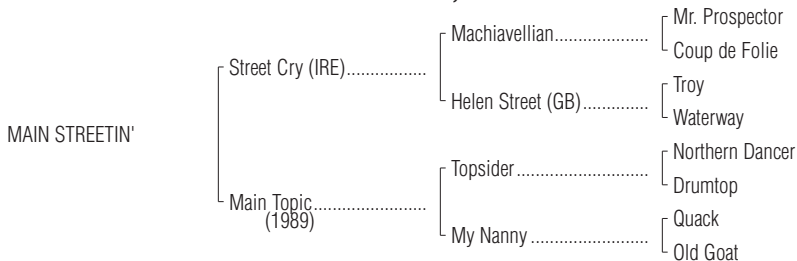 Mr. Prospector
Machiavellian
Coup de Folie
Street Cry (IRE)
Troy
Helen Street (GB)
Waterway
MAIN STREETIN'
Northern Dancer
Topsider
Drumtop
Main Topic
(1989)
Quack
My Nanny
Old Goat